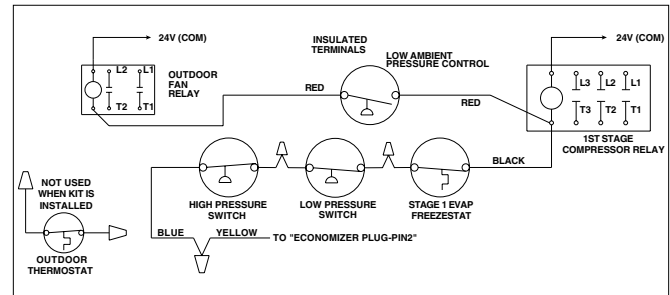 24V (COM)
INSULATED
TERMINALS
LOW AMBIENT
PRESSURE CONTROL
24V (COM)
L2 L1
T2 T1
OUTDOOR
FAN
RELAY
RED
RED
L3 L2 L1
T3 T2 T1
1ST STAGE
COMPRESSOR RELAY
BLACK
NOT USED
WHEN KIT IS
INSTALLED
HIGH PRESSURE
SWITCH
LOW PRESSURE
SWITCH
STAGE 1 EVAP
FREEZESTAT
BLUE YELLOW TO "ECONOMIZER PLUG-PIN2"
OUTDOOR
THERMOSTAT